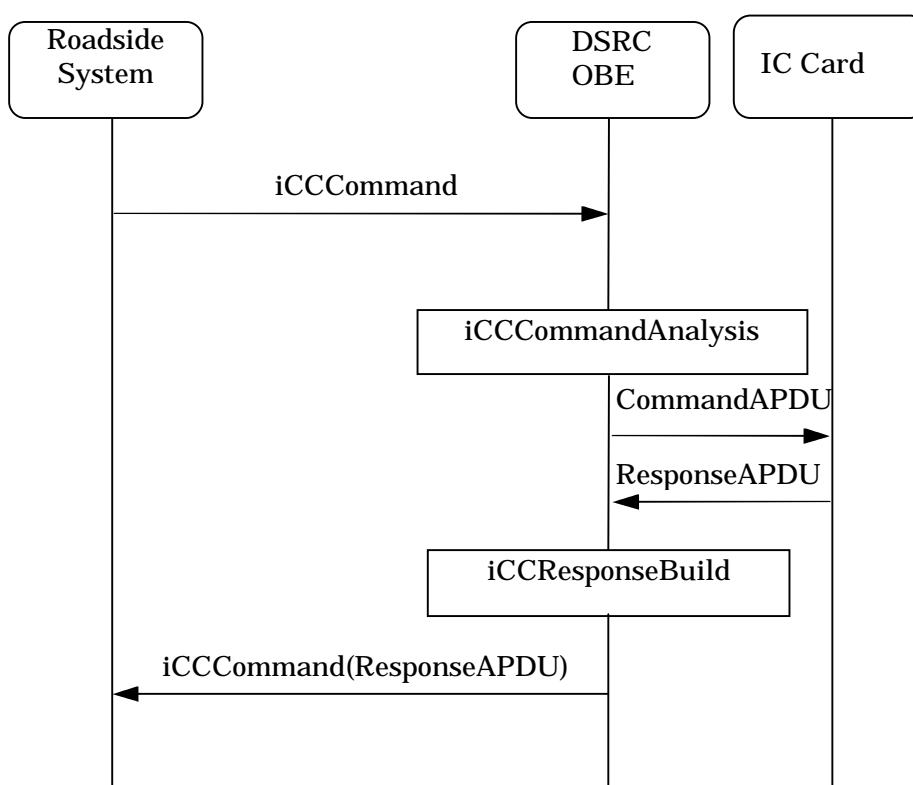 Roadside
System
DSRC
OBE
IC Card
iCCCommand
iCCCommandAnalysis
CommandAPDU
ResponseAPDU
iCCResponseBuild
iCCCommand(ResponseAPDU)